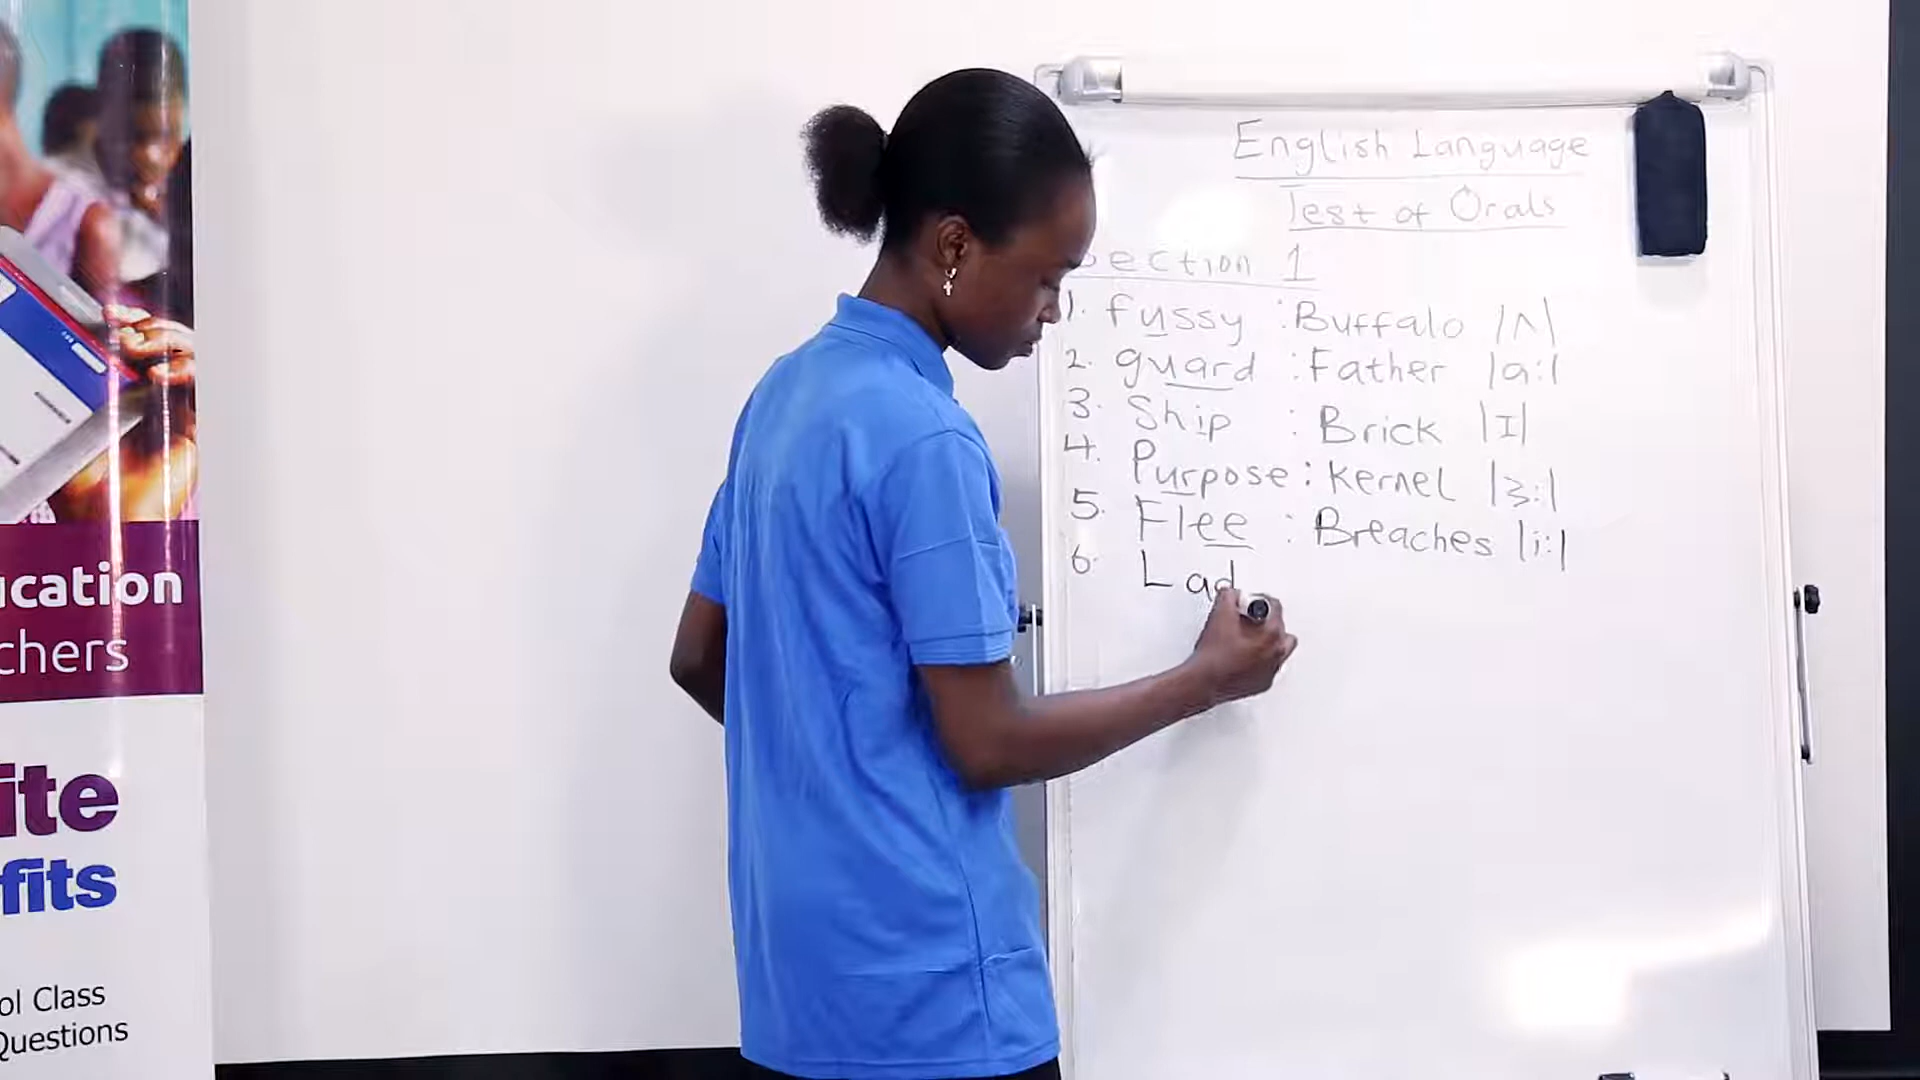 English Language
Test of Orals
Section 1
1. fussy : Buffalo /ʌ/
2. guard : Father /a:/
3. Ship : Brick /I/
4. Purpose : Kernel /3:/
5. Flee : Breaches /i:/
6. Lad
ucation
chers
ite
fits
ol Class
Questions